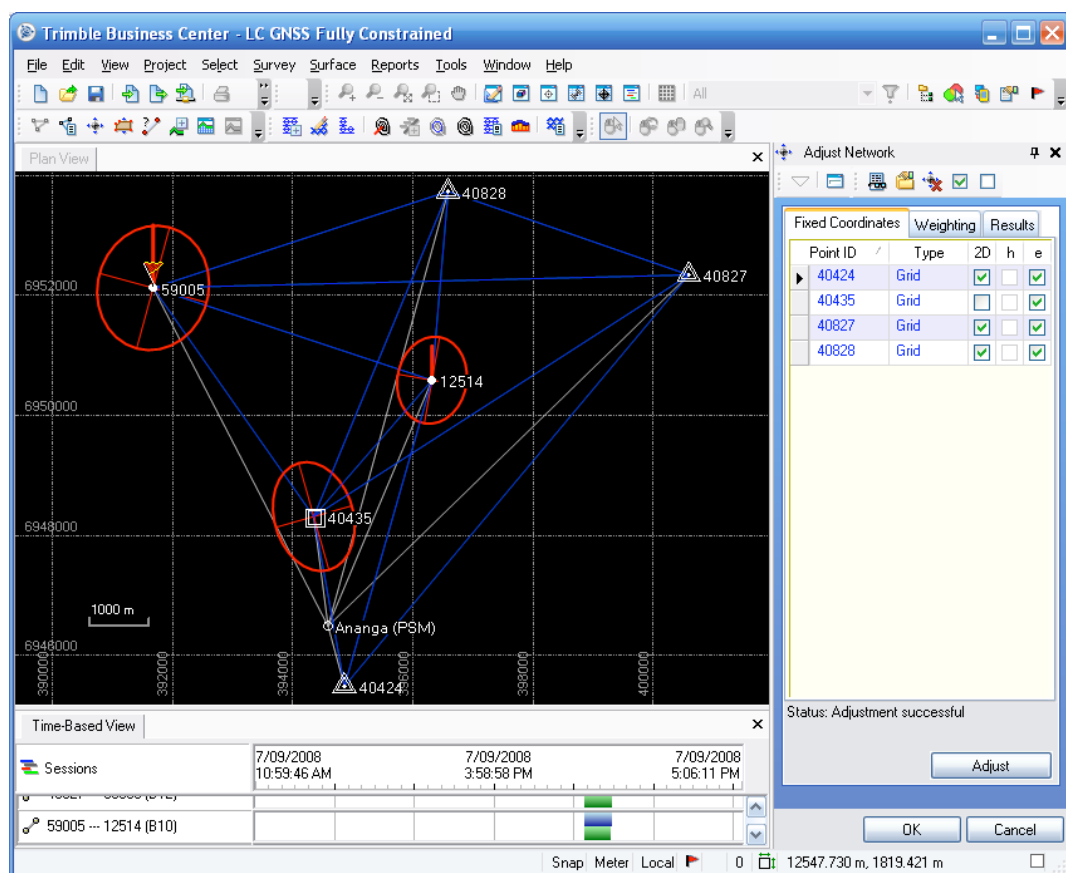 Trimble Business Center - LC GNSS Fully Constrained
File Edit View Project Select Survey Surface Reports Tools Window Help
All
Plan View
Adjust Network
40828
40827
59005
6952000
12514
6950000
40435
6948000
1000 m
Ananga (PSM)
6946000
40424
390000 392000 394000 396000 398000 400000
Fixed Coordinates Weighting Results
Point ID Type 2D h e
40424 Grid
40435 Grid
40827 Grid
40828 Grid
Status: Adjustment successful
Adjust
Time-Based View
Sessions
7/09/2008 7/09/2008 7/09/2008
10:59:46 AM 3:58:58 PM 5:06:11 PM
59005 --- 12514 (B10)
OK Cancel
Snap Meter Local 0 12547.730 m, 1819.421 m